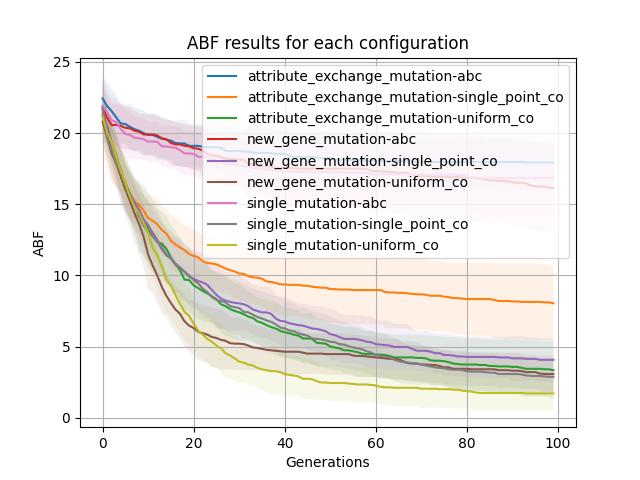 ABF results for each configuration
25
20
15
10
5
0
ABF
attribute_exchange_mutation-abc
attribute_exchange_mutation-single_point_co
attribute_exchange_mutation-uniform_co
new_gene_mutation-abc
new_gene_mutation-single_point_co
new_gene_mutation-uniform_co
single_mutation-abc
single_mutation-single_point_co
single_mutation-uniform_co
0 20 40 60 80 100
Generations